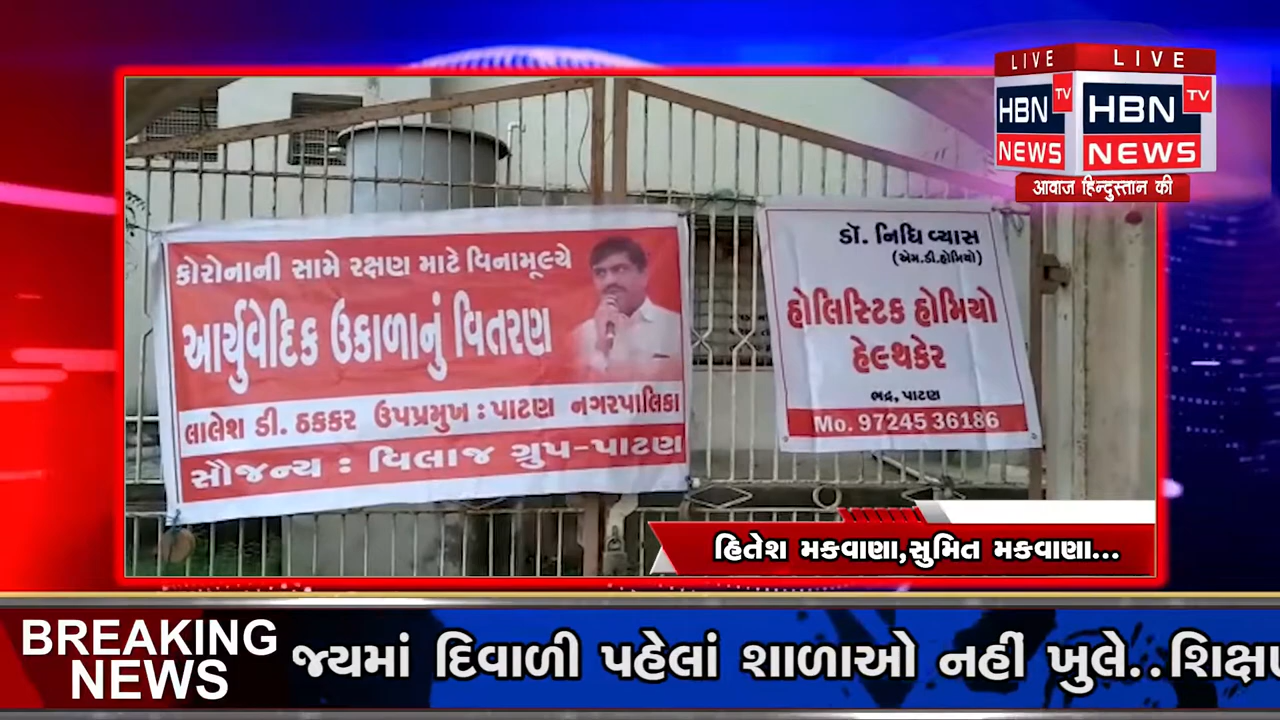 LIVE
LIVE
HBN TV
NEWS
HBN TV
NEWS
आवाज हिन्दुस्तान की
કોરોનાની સામે રક્ષણ માટે વિનામૂલ્યે
આર્યુવેદિક ઉકાળાનું વિતરણ
લાલેશ ડી. ઠક્કર ઉપપ્રમુખ : પાટણ નગરપાલિકા
સૌજન્ય : વિલાજ ગ્રુપ-પાટણ
ડૉ. નિધિ વ્યાસ
(એમ.ડી.હોમિયો)
હોલિસ્ટિક હોમિયો
હેલ્થકેર
ભદ્ર, પાટણ
Mo. 97245 36186
હિતેશ મકવાણા,સુમિત મકવાણા...
BREAKING
NEWS
જ્યમાં દિવાળી પહેલાં શાળાઓ નહીં ખુલે..શિક્ષણ